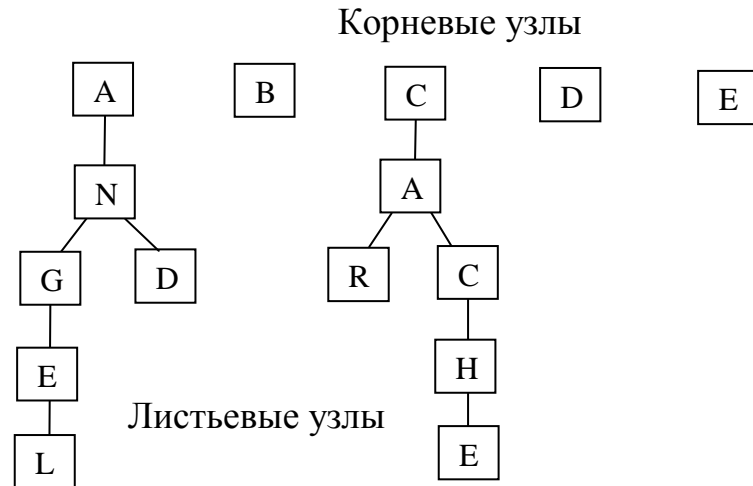 Корневые узлы
A B C D E
N A
G D R C
E H
Листьевые узлы
L E